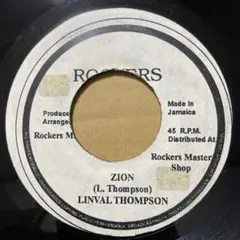 ROCKERS
Produce
Arrange
Made in
Jamaica
Rockers M
45 R.P.M.
Distributed At
Rockers Master
Shop
ZION
(L. Thompson)
LINVAL THOMPSON